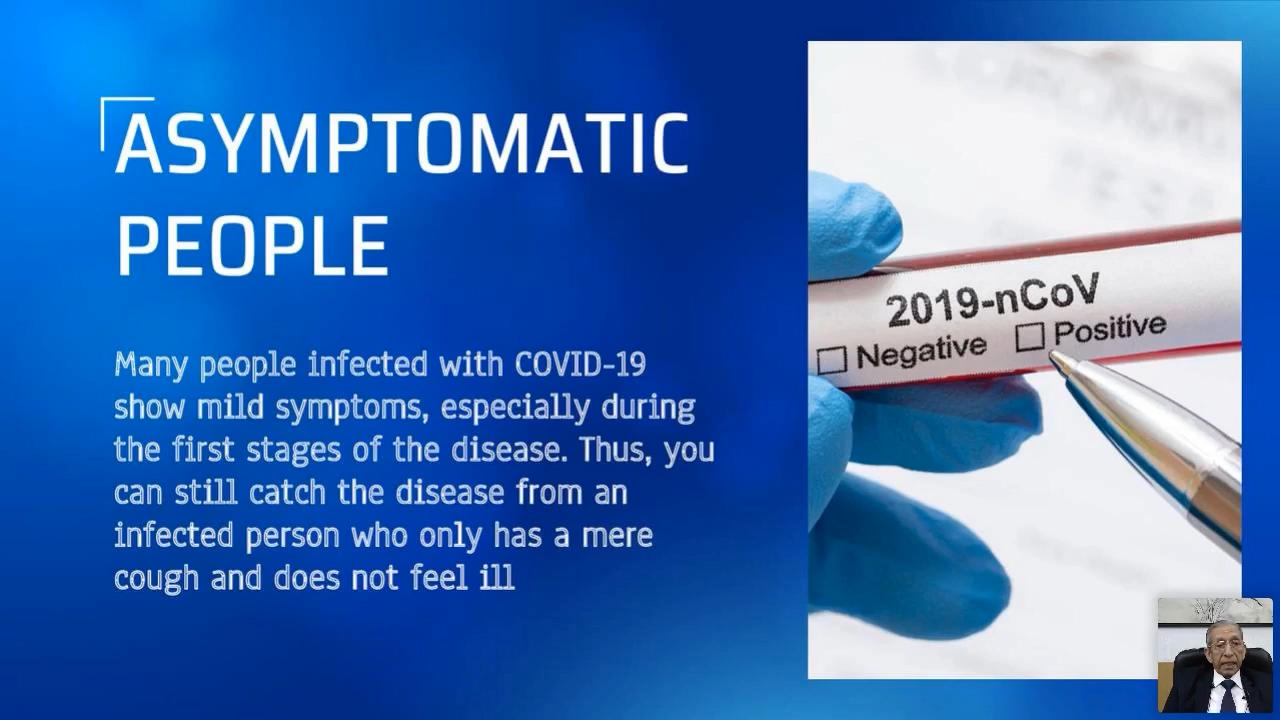 ASYMPTOMATIC
PEOPLE
Many people infected with COVID-19
show mild symptoms, especially during
the first stages of the disease. Thus, you
can still catch the disease from an
infected person who only has a mere
cough and does not feel ill
2019-nCoV
Negative Positive